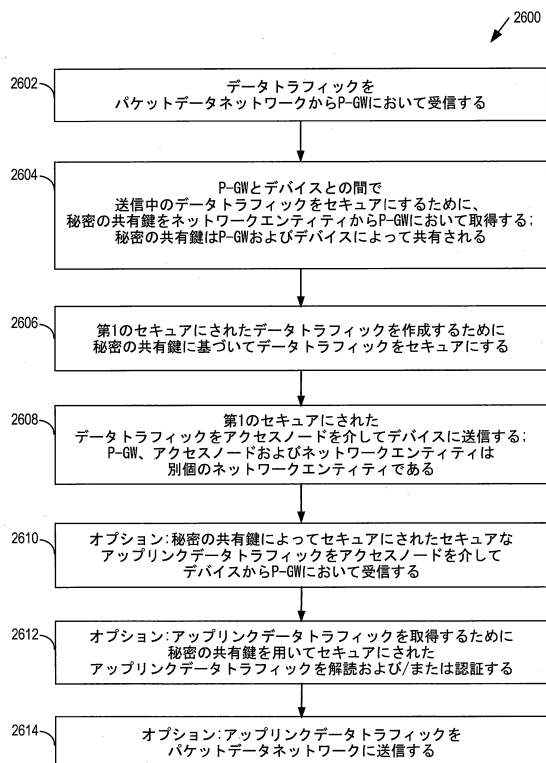 2600
2602
データトラフィックを
パケットデータネットワークからP-GWにおいて受信する
2604
P-GWとデバイスとの間で
送信中のデータトラフィックをセキュアにするために、
秘密の共有鍵をネットワークエンティティからP-GWにおいて取得する;
秘密の共有鍵はP-GWおよびデバイスによって共有される
2606
第1のセキュアにされたデータトラフィックを作成するために
秘密の共有鍵に基づいてデータトラフィックをセキュアにする
2608
第1のセキュアにされた
データトラフィックをアクセスノードを介してデバイスに送信する;
P-GW、アクセスノードおよびネットワークエンティティは
別個のネットワークエンティティである
2610
オプション:秘密の共有鍵によってセキュアにされたセキュアな
アップリンクデータトラフィックをアクセスノードを介して
デバイスからP-GWにおいて受信する
2612
オプション:アップリンクデータトラフィックを取得するために
秘密の共有鍵を用いてセキュアにされた
アップリンクデータトラフィックを解読および/または認証する
2614
オプション:アップリンクデータトラフィックを
パケットデータネットワークに送信する